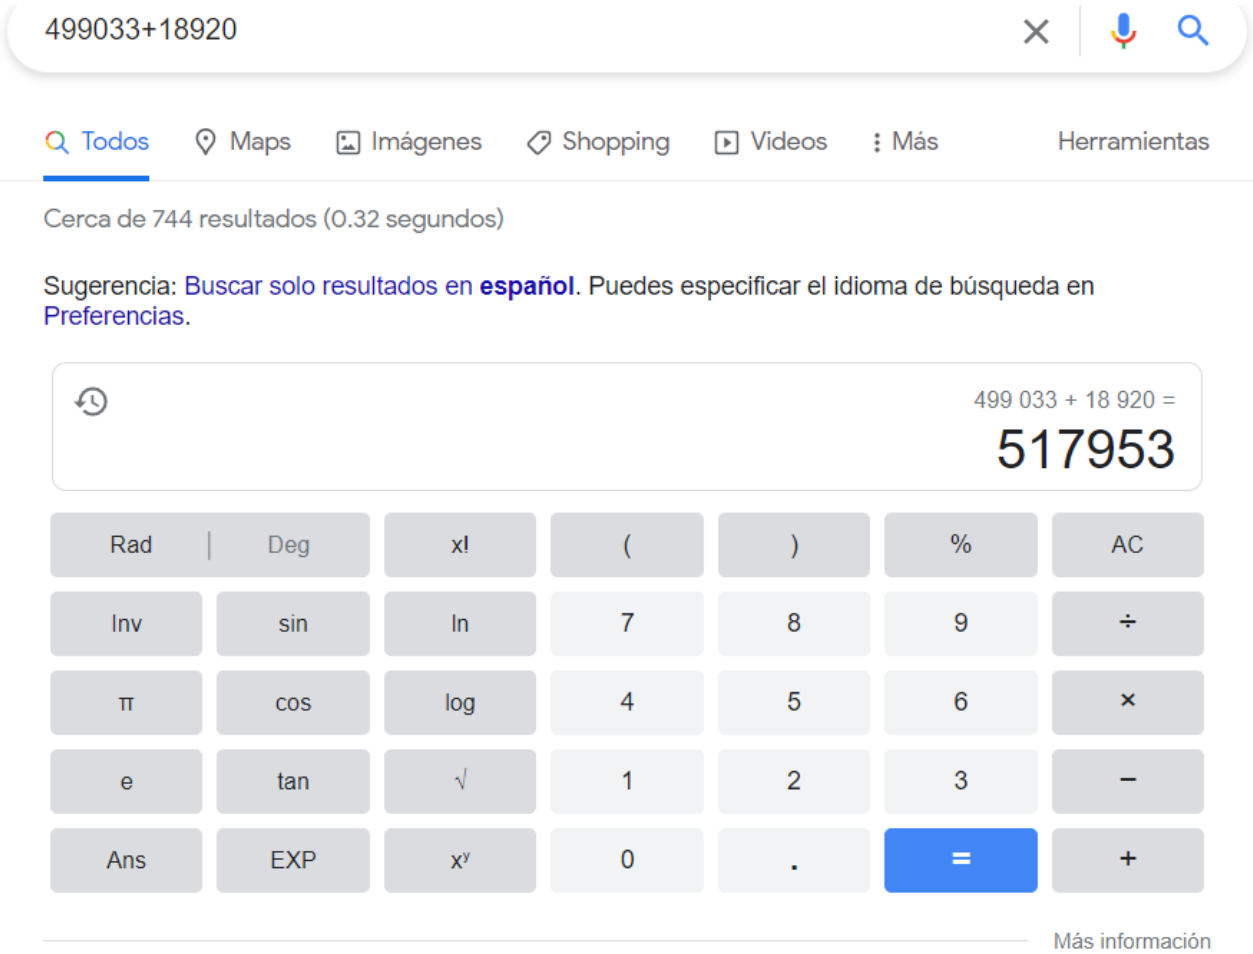 499033+18920
Todos Maps Imágenes Shopping Videos Más Herramientas
Cerca de 744 resultados (0.32 segundos)
Sugerencia: Buscar solo resultados en español. Puedes especificar el idioma de búsqueda en
Preferencias.
499 033 + 18 920 =
517953
Rad | Deg x! ( ) % AC
Inv sin ln 7 8 9 ÷
π cos log 4 5 6 ×
e tan √ 1 2 3 −
Ans EXP xʸ 0 . = +
Más información